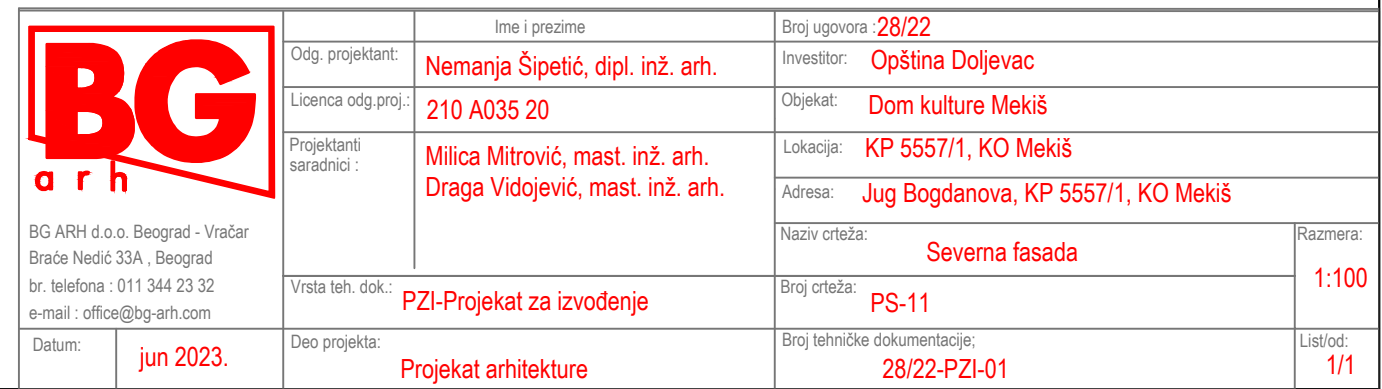 BG
arh
BG ARH d.o.o. Beograd - Vračar
Braće Nedić 33A , Beograd
br. telefona : 011 344 23 32
e-mail : office@bg-arh.com
Datum: jun 2023.
Ime i prezime
Odg. projektant: Nemanja Šipetić, dipl. inž. arh.
Licenca odg.proj.: 210 A035 20
Projektanti
saradnici :
Milica Mitrović, mast. inž. arh.
Draga Vidojević, mast. inž. arh.
Vrsta teh. dok.: PZI-Projekat za izvođenje
Deo projekta:
Projekat arhitekture
Broj ugovora :28/22
Investitor: Opština Doljevac
Objekat: Dom kulture Mekiš
Lokacija: KP 5557/1, KO Mekiš
Adresa: Jug Bogdanova, KP 5557/1, KO Mekiš
Naziv crteža:
Severna fasada
Razmera:
1:100
Broj crteža:
PS-11
Broj tehničke dokumentacije;
28/22-PZI-01
List/od:
1/1